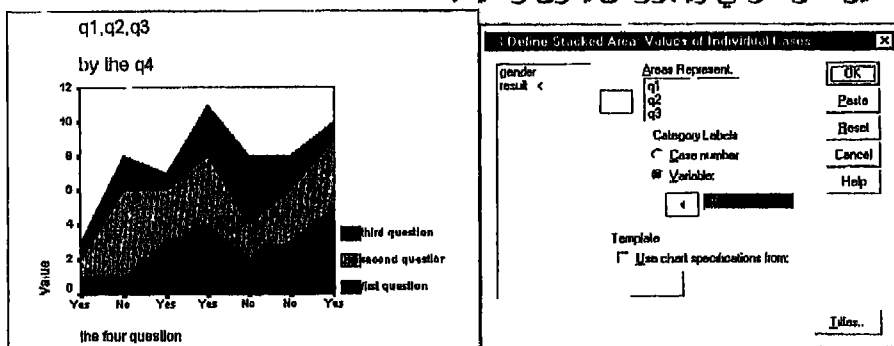 q1,q2,q3
by the q4
12
10
8
6
4
2
0
Value
Yes No Yes Yes No No Yes
the four question
third question
second question
first question
Define Stacked Area: Values of Individual Cases
gender
result <
Areas Represent.
q1
q2
q3
Category Labels
Case number
Variable:
Template
Use chart specifications from:
OK
Paste
Reset
Cancel
Help
Titles..